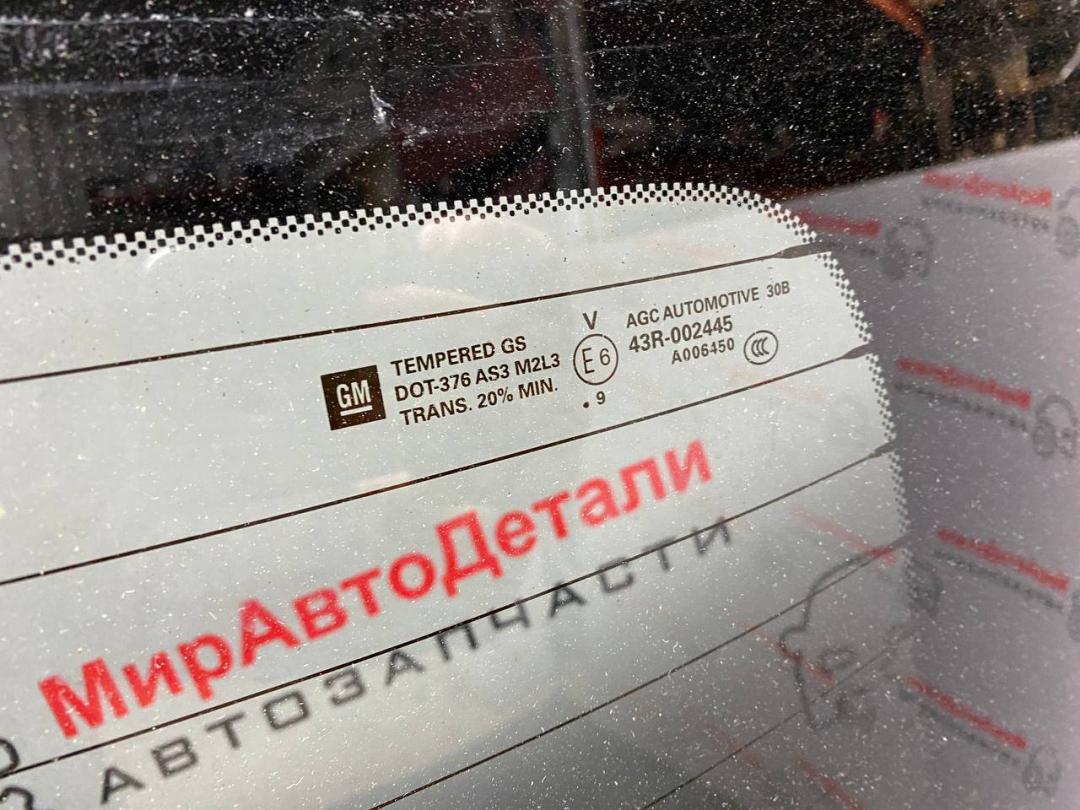 GM
TEMPERED GS
DOT-376 AS3 M2L3
TRANS. 20% MIN.
V
E6
. 9
AGC AUTOMOTIVE 30B
43R-002445
A006450
CCC
МирАвтоДетали
АВТОЗАПЧАСТИ